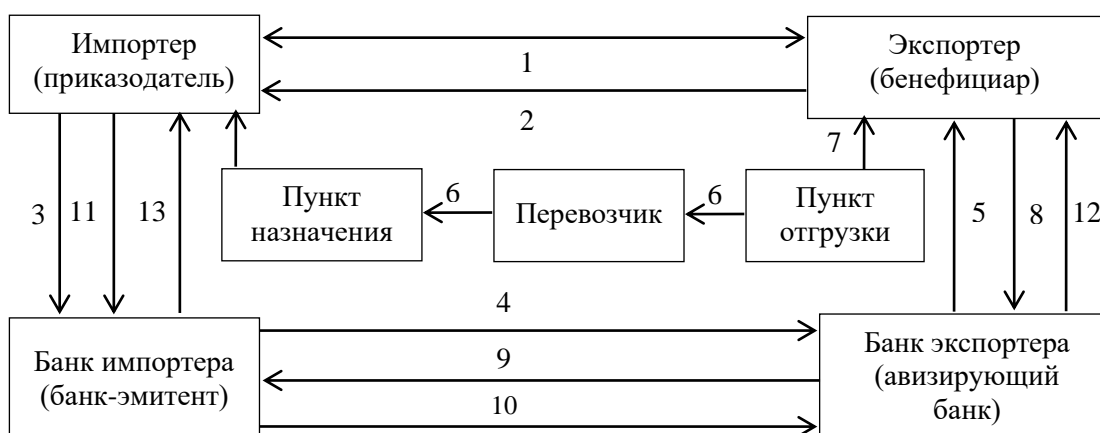 Импортер
(приказодатель)
Экспортер
(бенефициар)
1
2
7
Пункт
назначения
6
Перевозчик
6
Пункт
отгрузки
3
11
13
5
8
12
4
Банк импортера
(банк-эмитент)
9
Банк экспортера
(авизирующий
банк)
10